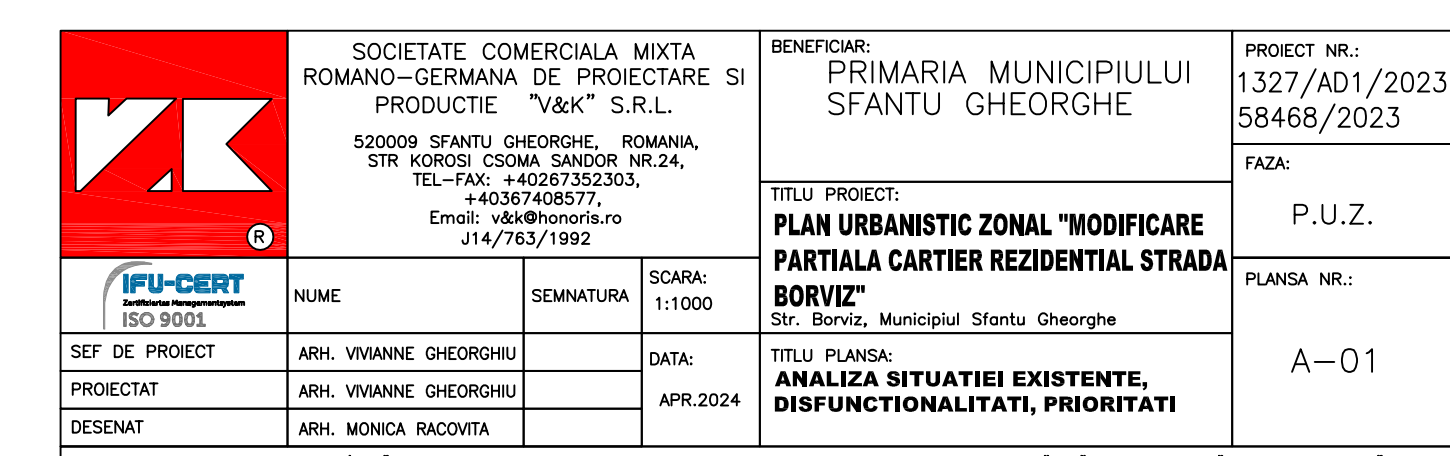 VK
®
SOCIETATE COMERCIALA MIXTA
ROMANO-GERMANA DE PROIECTARE SI
PRODUCTIE "V&K" S.R.L.
520009 SFANTU GHEORGHE, ROMANIA,
STR KOROSI CSOMA SANDOR NR.24,
TEL-FAX: +40267352303,
+40367408577,
Email: v&k@honoris.ro
J14/763/1992
BENEFICIAR:
PRIMARIA MUNICIPIULUI
SFANTU GHEORGHE
PROIECT NR.:
1327/AD1/2023
58468/2023
FAZA:
P.U.Z.
TITLU PROIECT:
PLAN URBANISTIC ZONAL "MODIFICARE
PARTIALA CARTIER REZIDENTIAL STRADA
BORVIZ"
Str. Borviz, Municipiul Sfantu Gheorghe
IFU-CERT
Zertifiziertes Managementsystem
ISO 9001
NUME
SEMNATURA
SCARA:
1:1000
PLANSA NR.:
A-01
SEF DE PROIECT
ARH. VIVIANNE GHEORGHIU
PROIECTAT
ARH. VIVIANNE GHEORGHIU
DESENAT
ARH. MONICA RACOVITA
DATA:
APR.2024
TITLU PLANSA:
ANALIZA SITUATIEI EXISTENTE,
DISFUNCTIONALITATI, PRIORITATI